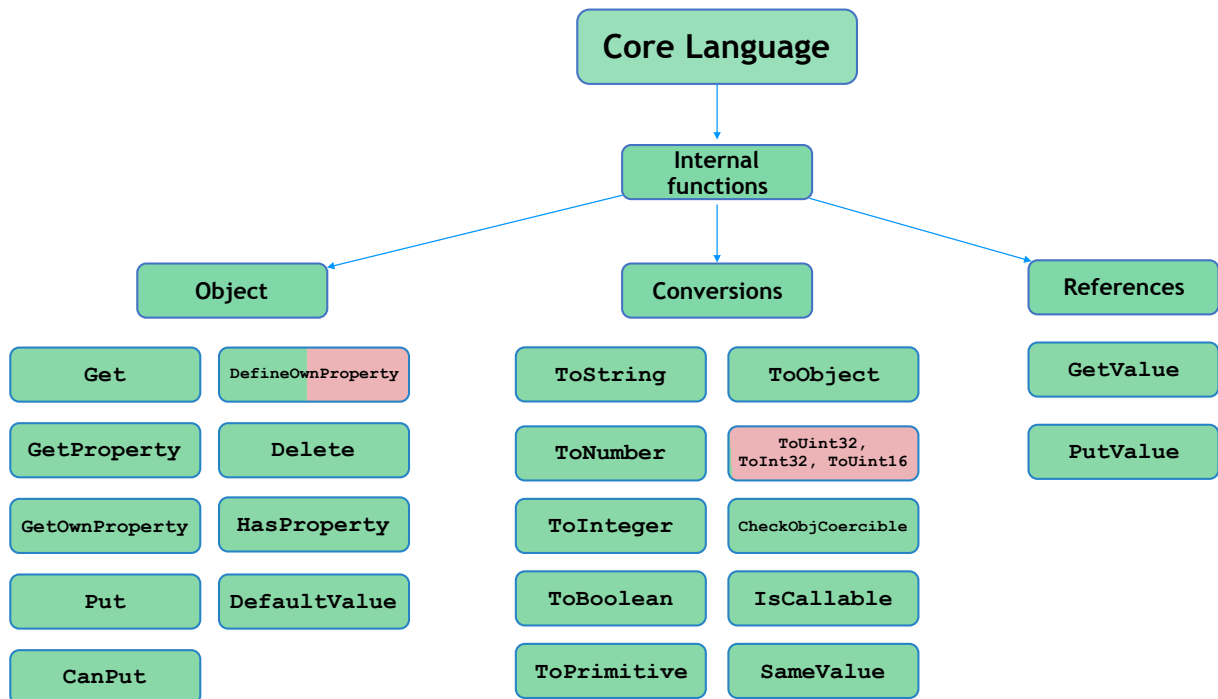 Core Language
Internal
functions
Object
Conversions
References
Get
DefineOwnProperty
GetProperty
Delete
GetOwnProperty
HasProperty
Put
DefaultValue
CanPut
ToString
ToObject
ToNumber
ToUint32,
ToInt32, ToUint16
ToInteger
CheckObjCoercible
ToBoolean
IsCallable
ToPrimitive
SameValue
GetValue
PutValue